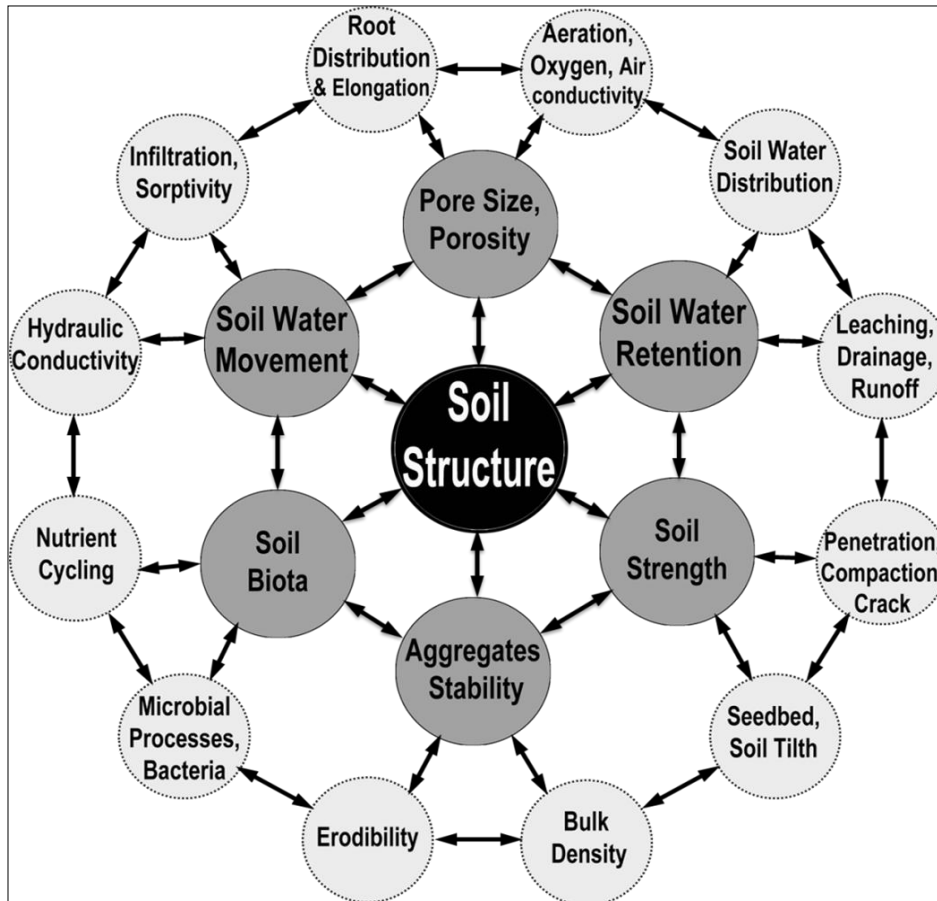 Root
Distribution
& Elongation
Aeration,
Oxygen, Air
conductivity
Infiltration,
Sorptivity
Soil Water
Distribution
Pore Size,
Porosity
Soil Water
Movement
Soil Water
Retention
Hydraulic
Conductivity
Leaching,
Drainage,
Runoff
Soil
Structure
Nutrient
Cycling
Soil
Biota
Soil
Strength
Penetration,
Compaction,
Crack
Aggregates
Stability
Microbial
Processes,
Bacteria
Seedbed,
Soil Tilth
Erodibility
Bulk
Density